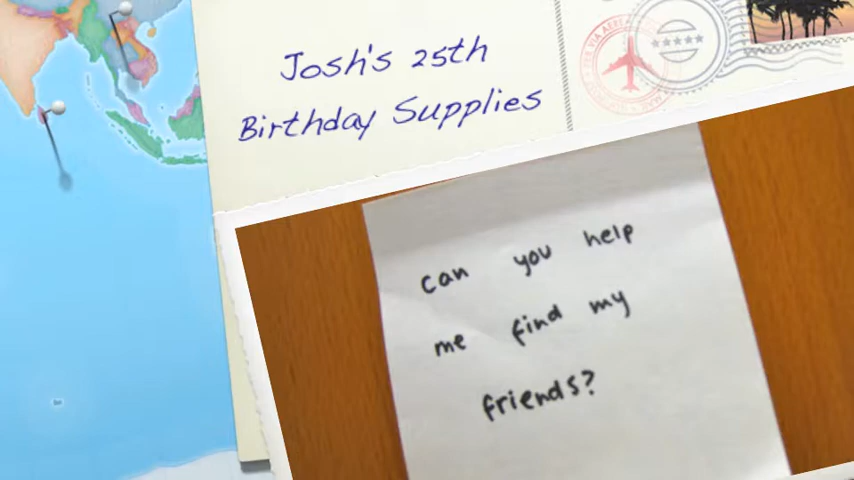 Josh's 25th
Birthday Supplies
can you help
me find my
friends?